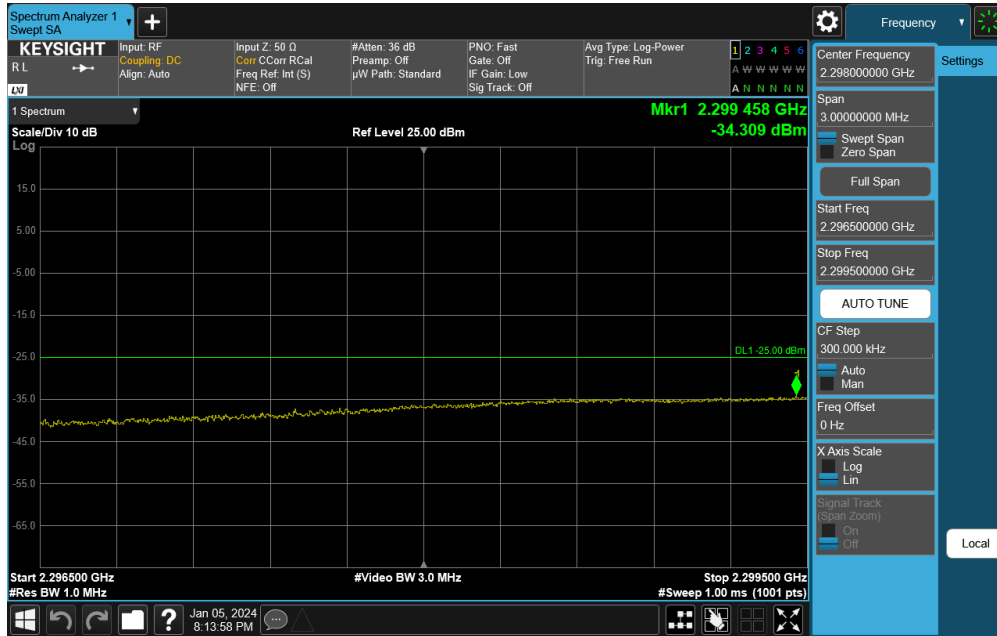 Spectrum Analyzer 1
Swept SA
Frequency
KEYSIGHT
R L
LXI
Input: RF
Coupling: DC
Align: Auto
Input Z: 50 Ω
Corr CCorr RCal
Freq Ref: Int (S)
NFE: Off
#Atten: 36 dB
Preamp: Off
µW Path: Standard
PNO: Fast
Gate: Off
IF Gain: Low
Sig Track: Off
Avg Type: Log-Power
Trig: Free Run
1 2 3 4 5 6
A W W W W W
A N N N N N
1 Spectrum
Scale/Div 10 dB
Log
Ref Level 25.00 dBm
Mkr1 2.299 458 GHz
-34.309 dBm
15.0
5.00
-5.00
-15.0
-25.0
-35.0
-45.0
-55.0
-65.0
DL1 -25.00 dBm
1
Start 2.296500 GHz
#Res BW 1.0 MHz
#Video BW 3.0 MHz
Stop 2.299500 GHz
#Sweep 1.00 ms (1001 pts)
Jan 05, 2024
8:13:58 PM
Center Frequency
2.298000000 GHz
Span
3.00000000 MHz
Swept Span
Zero Span
Full Span
Start Freq
2.296500000 GHz
Stop Freq
2.299500000 GHz
AUTO TUNE
CF Step
300.000 kHz
Auto
Man
Freq Offset
0 Hz
X Axis Scale
Log
Lin
Signal Track
(Span Zoom)
On
Off
Settings
Local